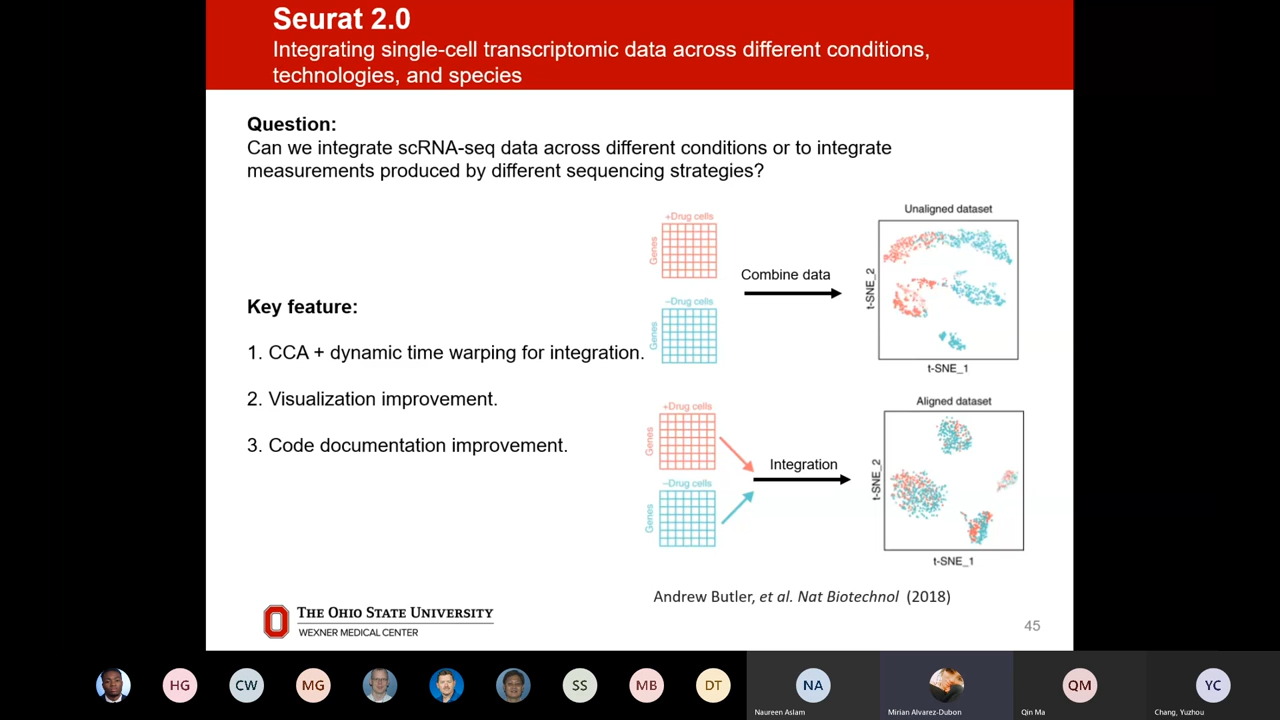 Seurat 2.0
Integrating single-cell transcriptomic data across different conditions,
technologies, and species
Question:
Can we integrate scRNA-seq data across different conditions or to integrate
measurements produced by different sequencing strategies?
Key feature:
1. CCA + dynamic time warping for integration.
2. Visualization improvement.
3. Code documentation improvement.
+Drug cells
Genes
−Drug cells
Genes
Combine data
Unaligned dataset
t-SNE_2
t-SNE_1
+Drug cells
Genes
−Drug cells
Genes
Integration
Aligned dataset
t-SNE_2
t-SNE_1
Andrew Butler, et al. Nat Biotechnol (2018)
THE OHIO STATE UNIVERSITY
WEXNER MEDICAL CENTER
45
HG
CW
MG
SS
MB
DT
NA
QM
YC
Naureen Aslam
Mirian Alvarez-Dubon
Qin Ma
Chang, Yuzhou